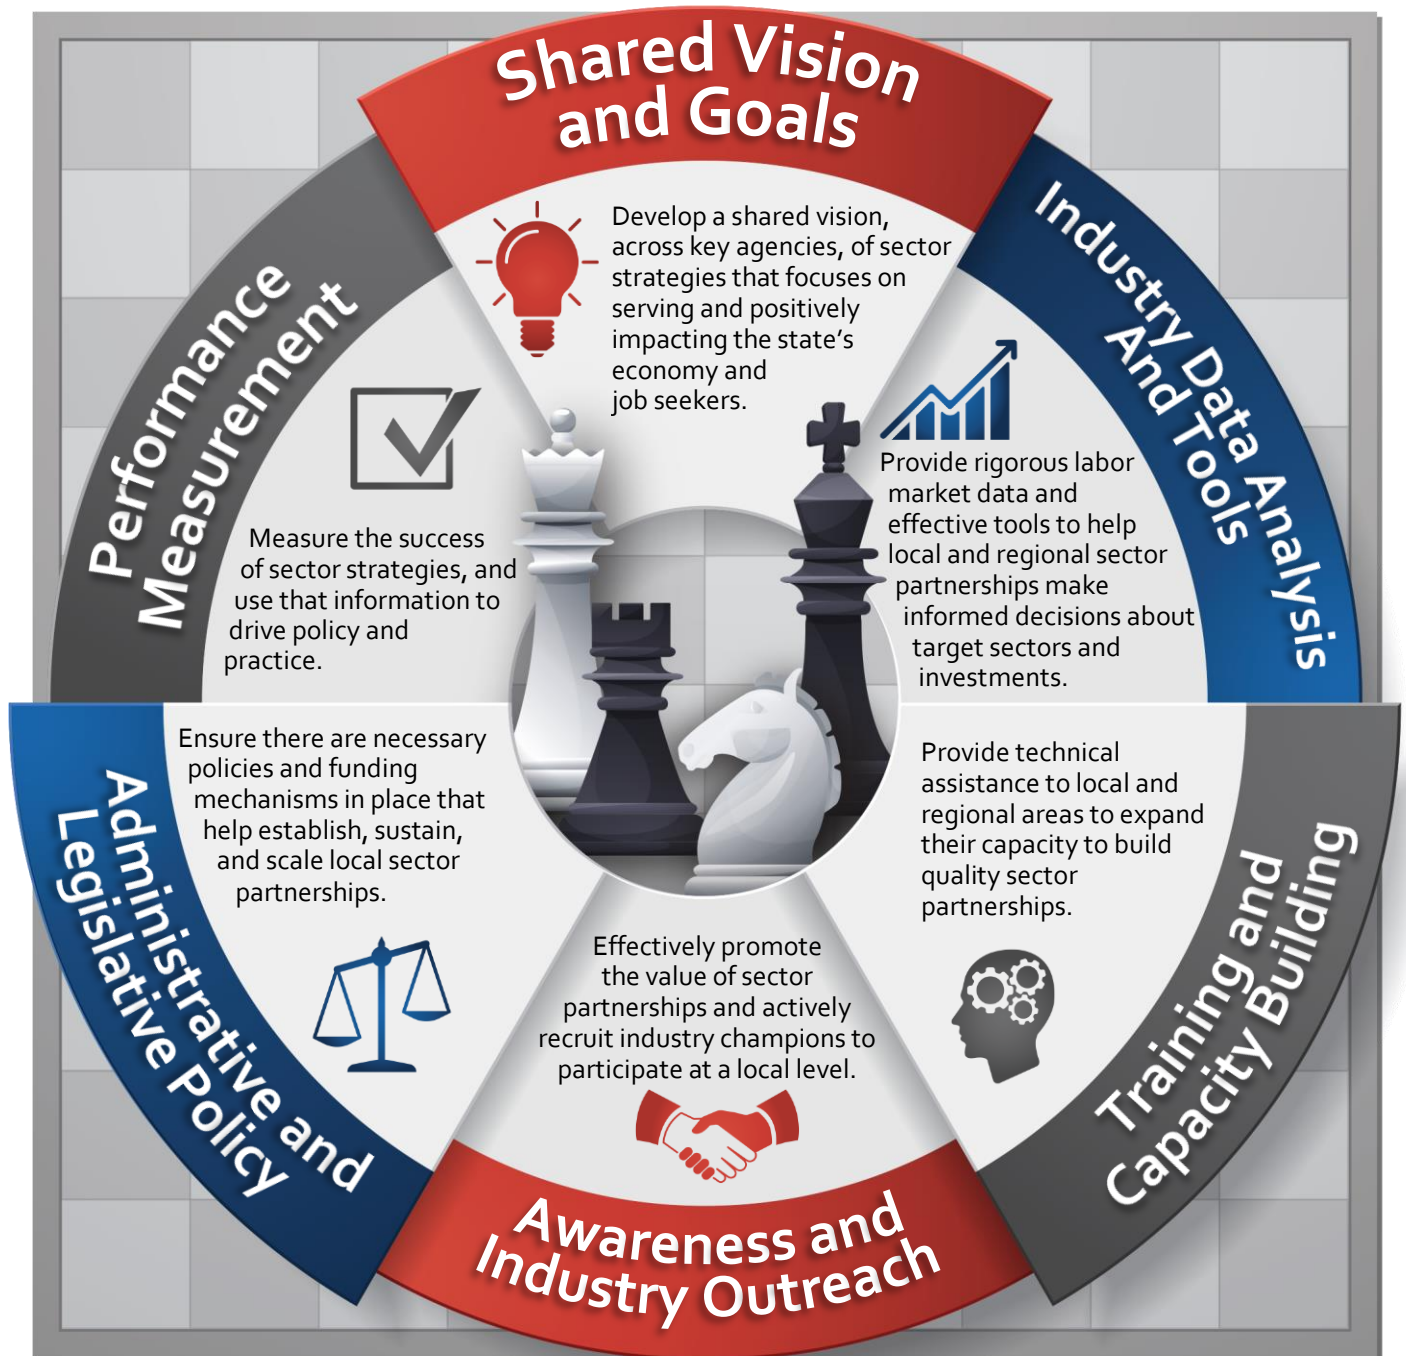 Shared Vision
and Goals
Develop a shared vision,
across key agencies, of sector
strategies that focuses on
serving and positively
impacting the state's
economy and
job seekers.
Industry Data Analysis
And Tools
Provide rigorous labor
market data and
effective tools to help
local and regional sector
partnerships make
informed decisions about
target sectors and
investments.
Training and
Capacity Building
Provide technical
assistance to local and
regional areas to expand
their capacity to build
quality sector
partnerships.
Awareness and
Industry Outreach
Effectively promote
the value of sector
partnerships and actively
recruit industry champions to
participate at a local level.
Administrative and
Legislative Policy
Ensure there are necessary
policies and funding
mechanisms in place that
help establish, sustain,
and scale local sector
partnerships.
Performance
Measurement
Measure the success
of sector strategies, and
use that information to
drive policy and
practice.